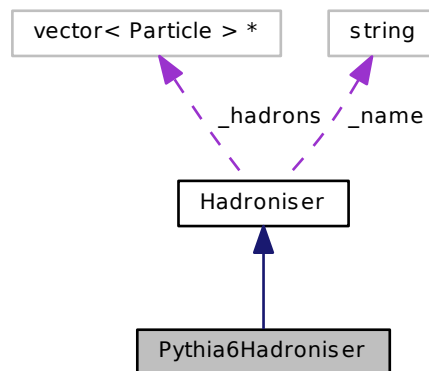 vector< Particle > *
string
_hadrons
_name
Hadroniser
Pythia6Hadroniser